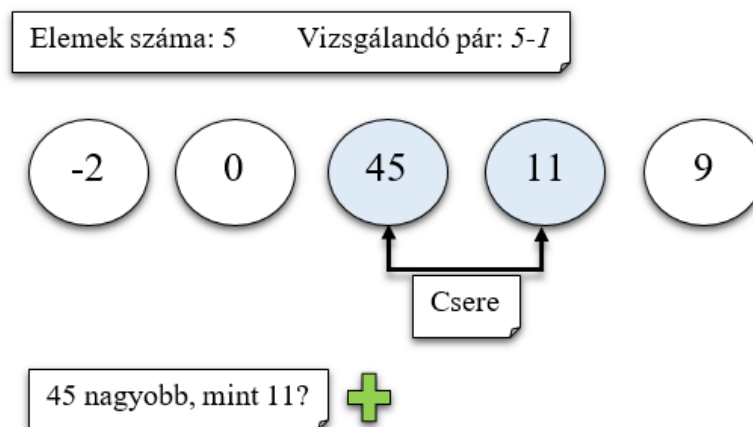 Elemek száma: 5 Vizsgálandó pár: 5-1
-2 0 45 11 9
Csere
45 nagyobb, mint 11?